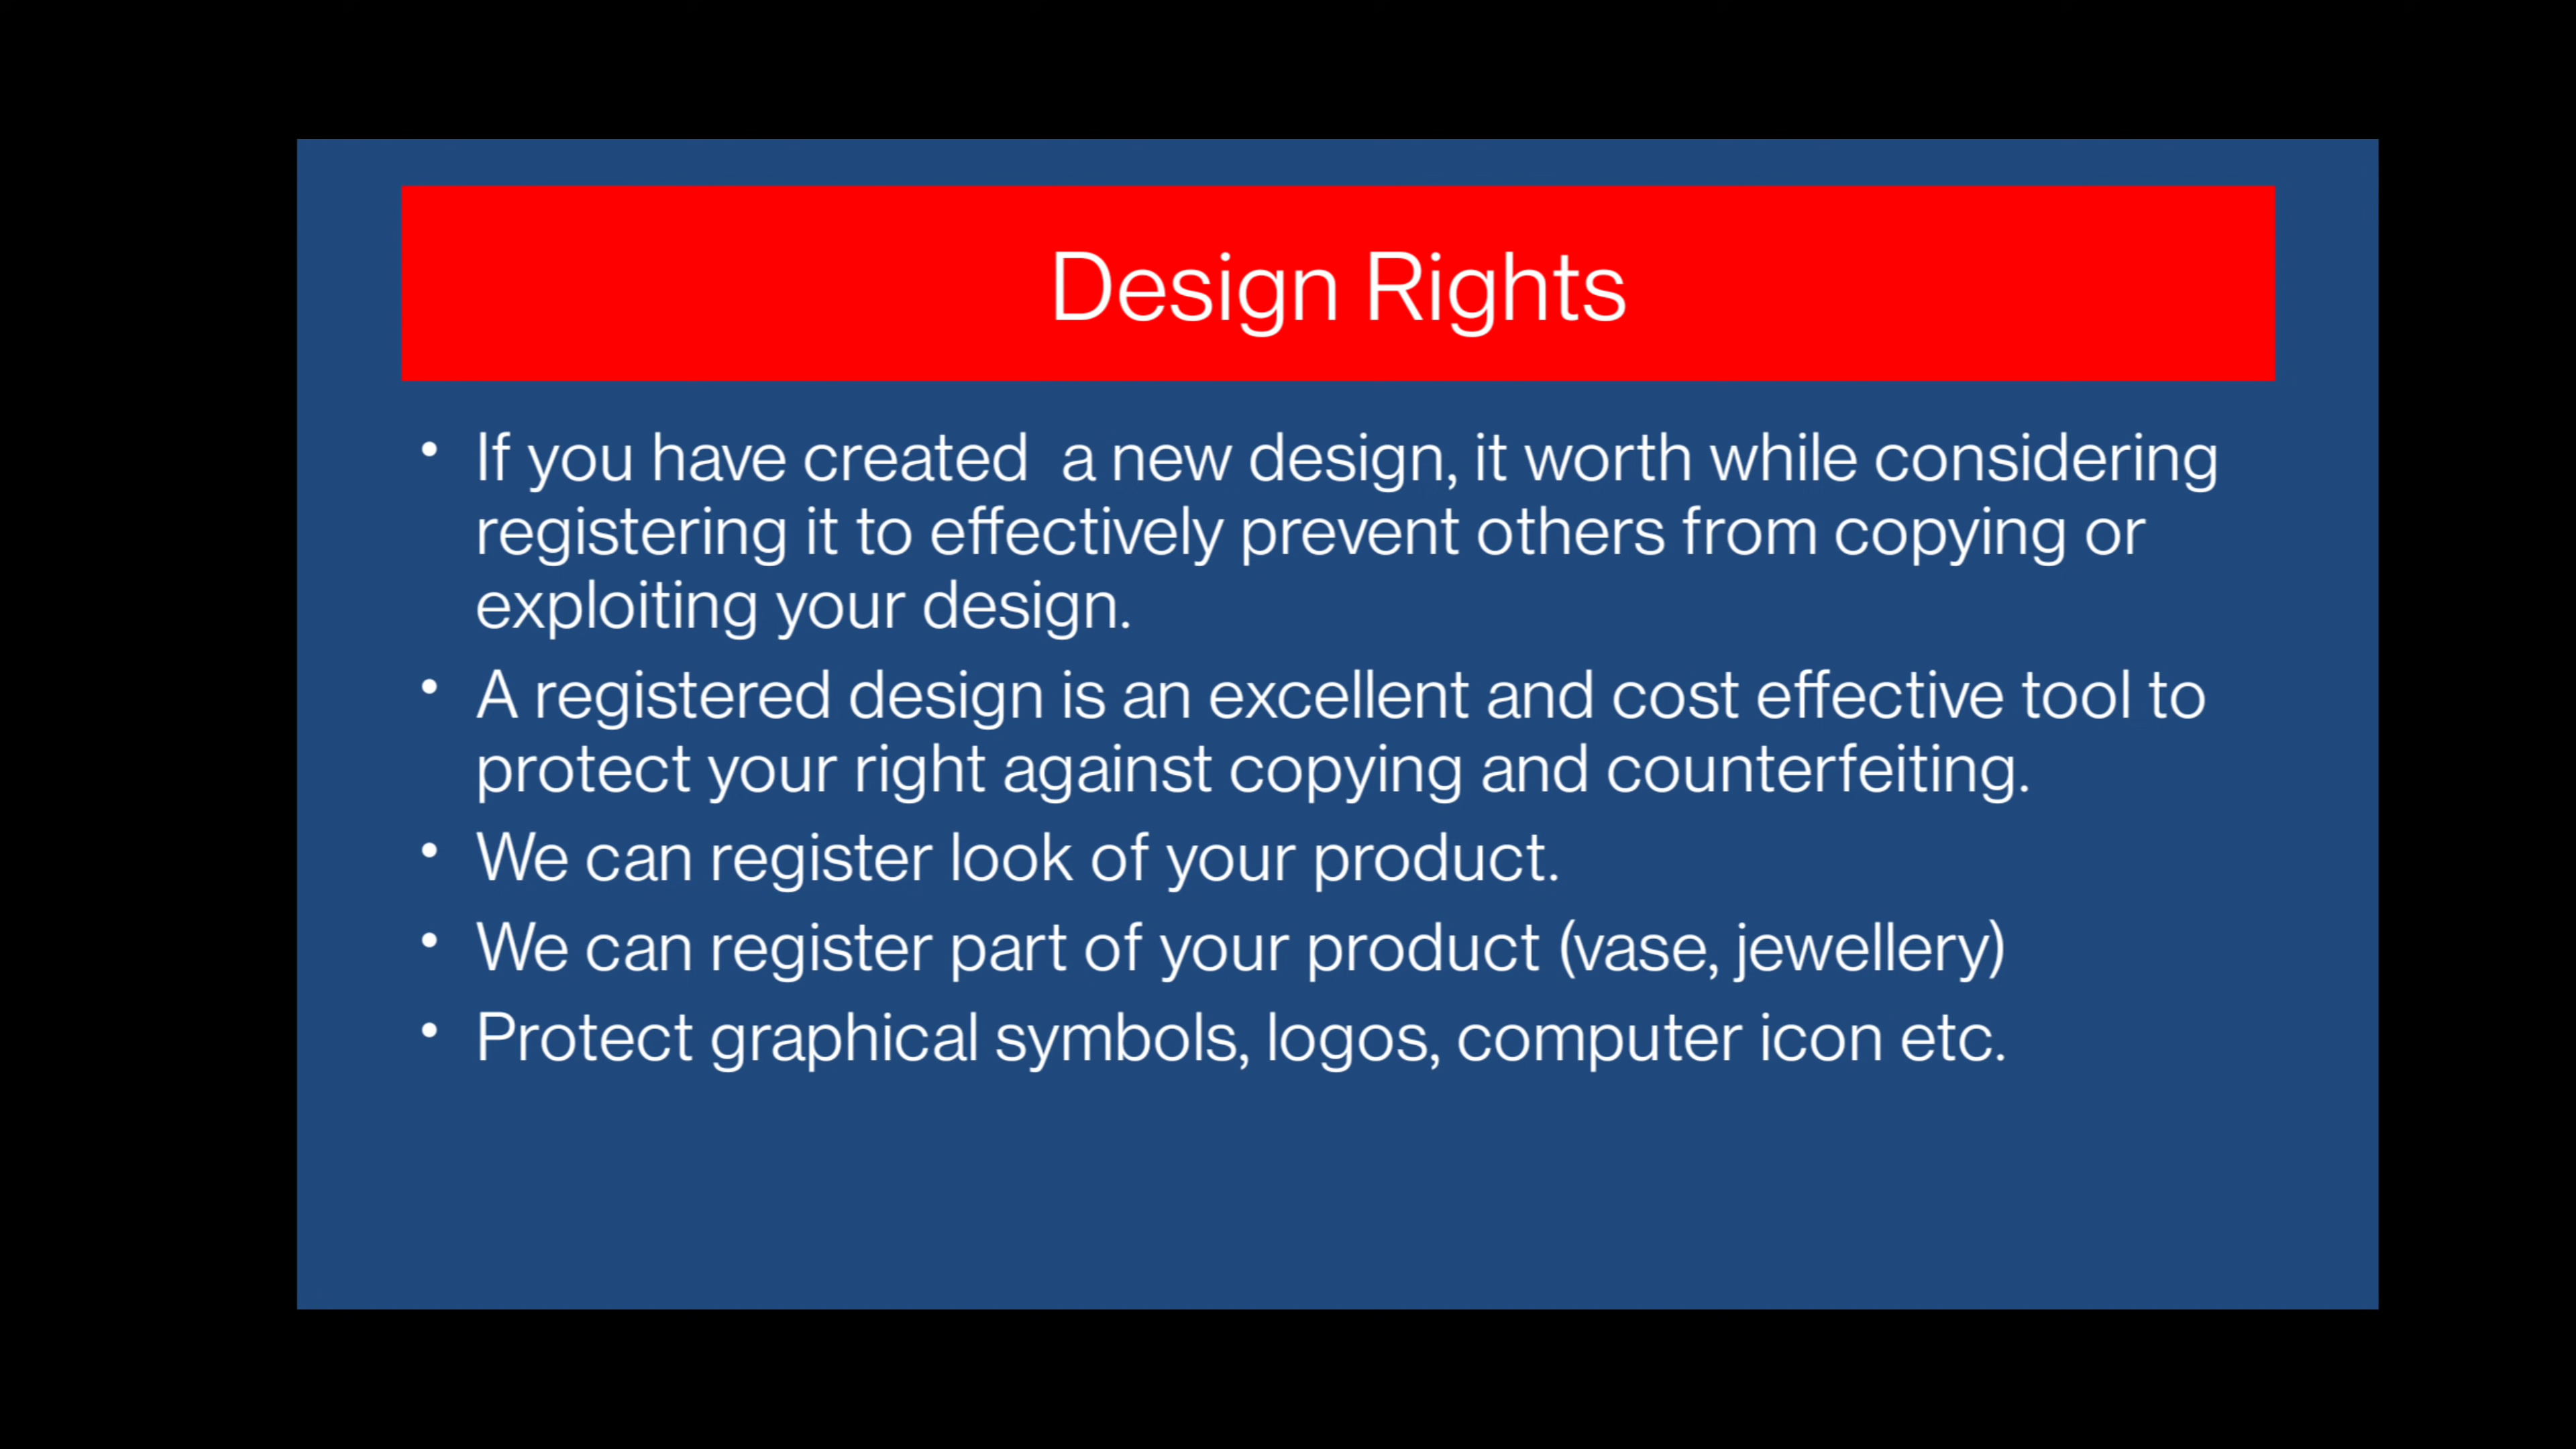 Design Rights
• If you have created  a new design, it worth while considering
registering it to effectively prevent others from copying or
exploiting your design.
• A registered design is an excellent and cost effective tool to
protect your right against copying and counterfeiting.
• We can register look of your product.
• We can register part of your product (vase, jewellery)
• Protect graphical symbols, logos, computer icon etc.